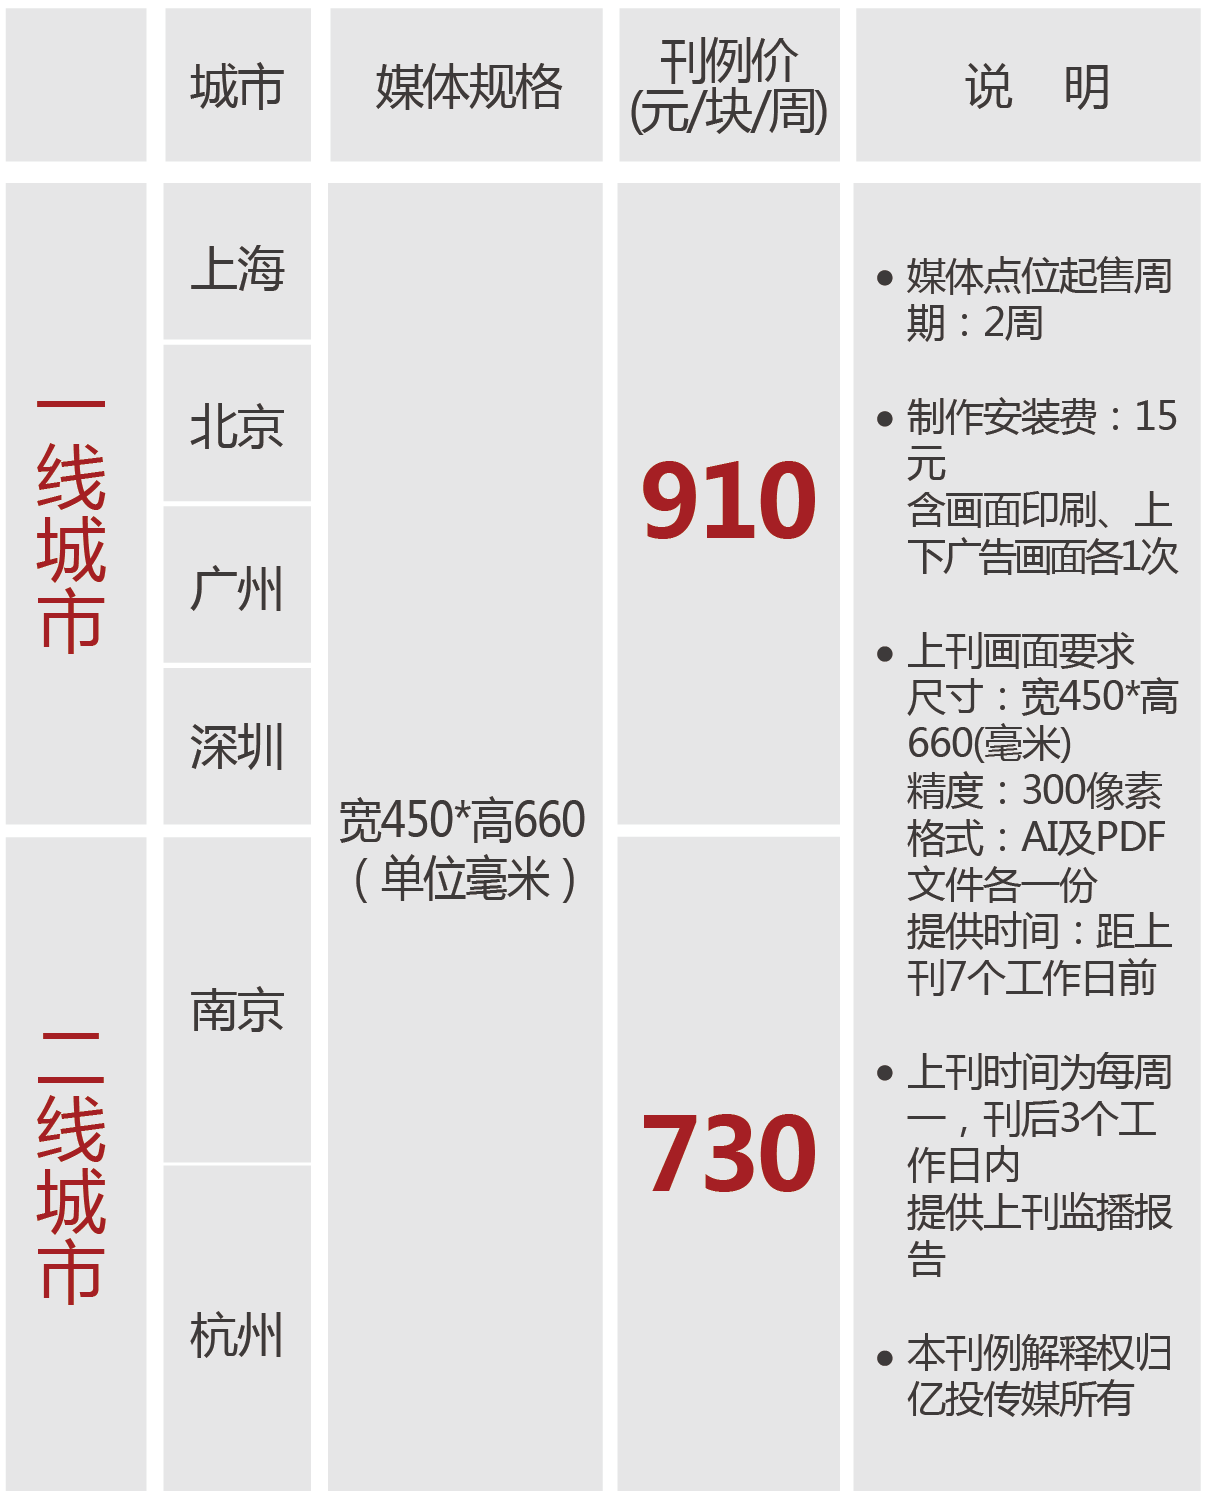 城市
媒体规格
刊例价
(元/块/周)
说 明
一线城市
上海
北京
广州
深圳
二线城市
南京
杭州
宽450*高660
（单位毫米）
910
730
● 媒体点位起售周
期：2周
● 制作安装费：15
元
含画面印刷、上
下广告画面各1次
● 上刊画面要求
尺寸：宽450*高
660(毫米)
精度：300像素
格式：AI及PDF
文件各一份
提供时间：距上
刊7个工作日前
● 上刊时间为每周
一，刊后3个工
作日内
提供上刊监播报
告
● 本刊例解释权归
亿投传媒所有